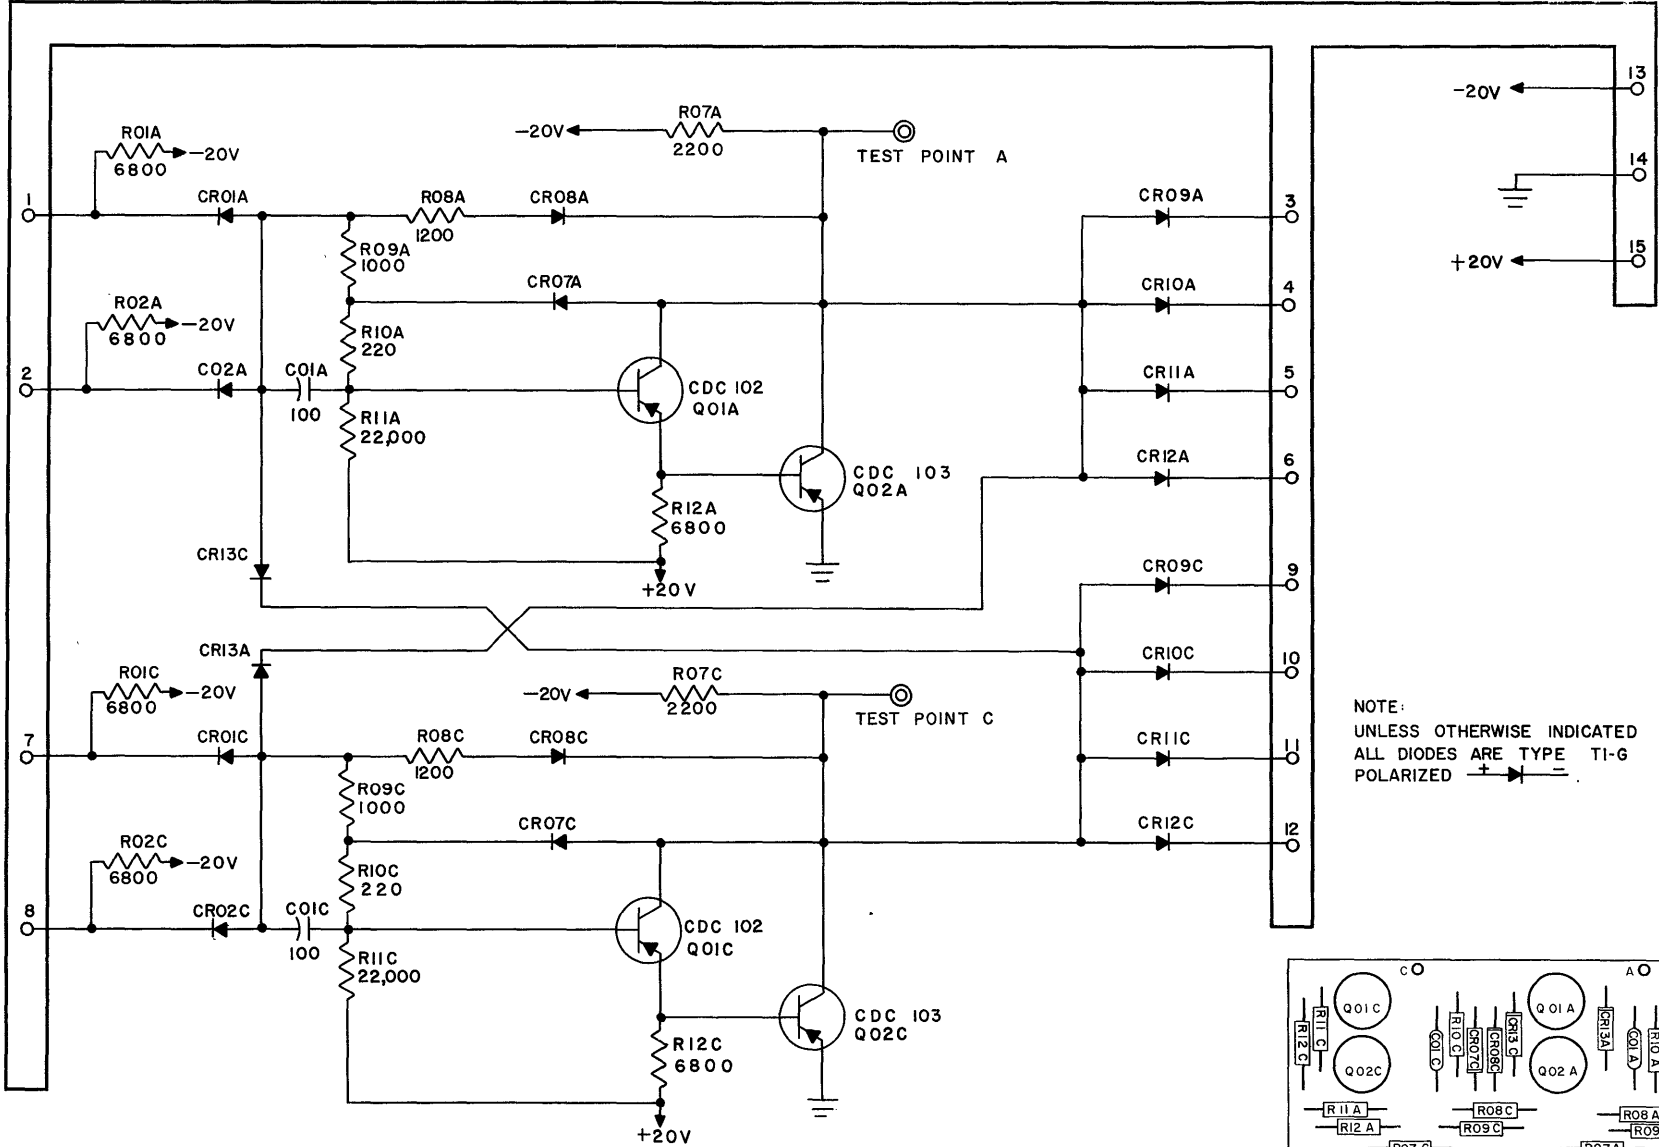 13
-20V
R07A
-20V
2200
TEST POINT A
R01A
-20V
6800
14
1
CR01A
R08A
1200
CR08A
CR09A
3
R09A
1000
15
+20V
CR07A
CR10A
4
R02A
-20V
6800
R10A
220
2
C02A
C01A
100
CDC 102
Q01A
CR11A
5
R11A
22,000
CR12A
6
CDC 103
Q02A
R12A
6800
+20V
CR13C
CR09C
9
CR13A
CR10C
10
R01C
-20V
6800
R07C
-20V
2200
TEST POINT C
7
CR01C
R08C
1200
CR08C
CR11C
11
NOTE:
UNLESS OTHERWISE INDICATED
ALL DIODES ARE TYPE T1-G
POLARIZED + -
R09C
1000
CR07C
CR12C
12
R02C
-20V
6800
R10C
220
8
CR02C
C01C
100
CDC 102
Q01C
R11C
22,000
CDC 103
Q02C
R12C
6800
+20V
C
A
Q01C
Q01A
R12C
R11C
C01C
R10C
CR07C
CR08C
CR13C
CR13A
C01A
R10A
Q02C
Q02A
R11A
R08C
R08A
R12A
R09C
R09